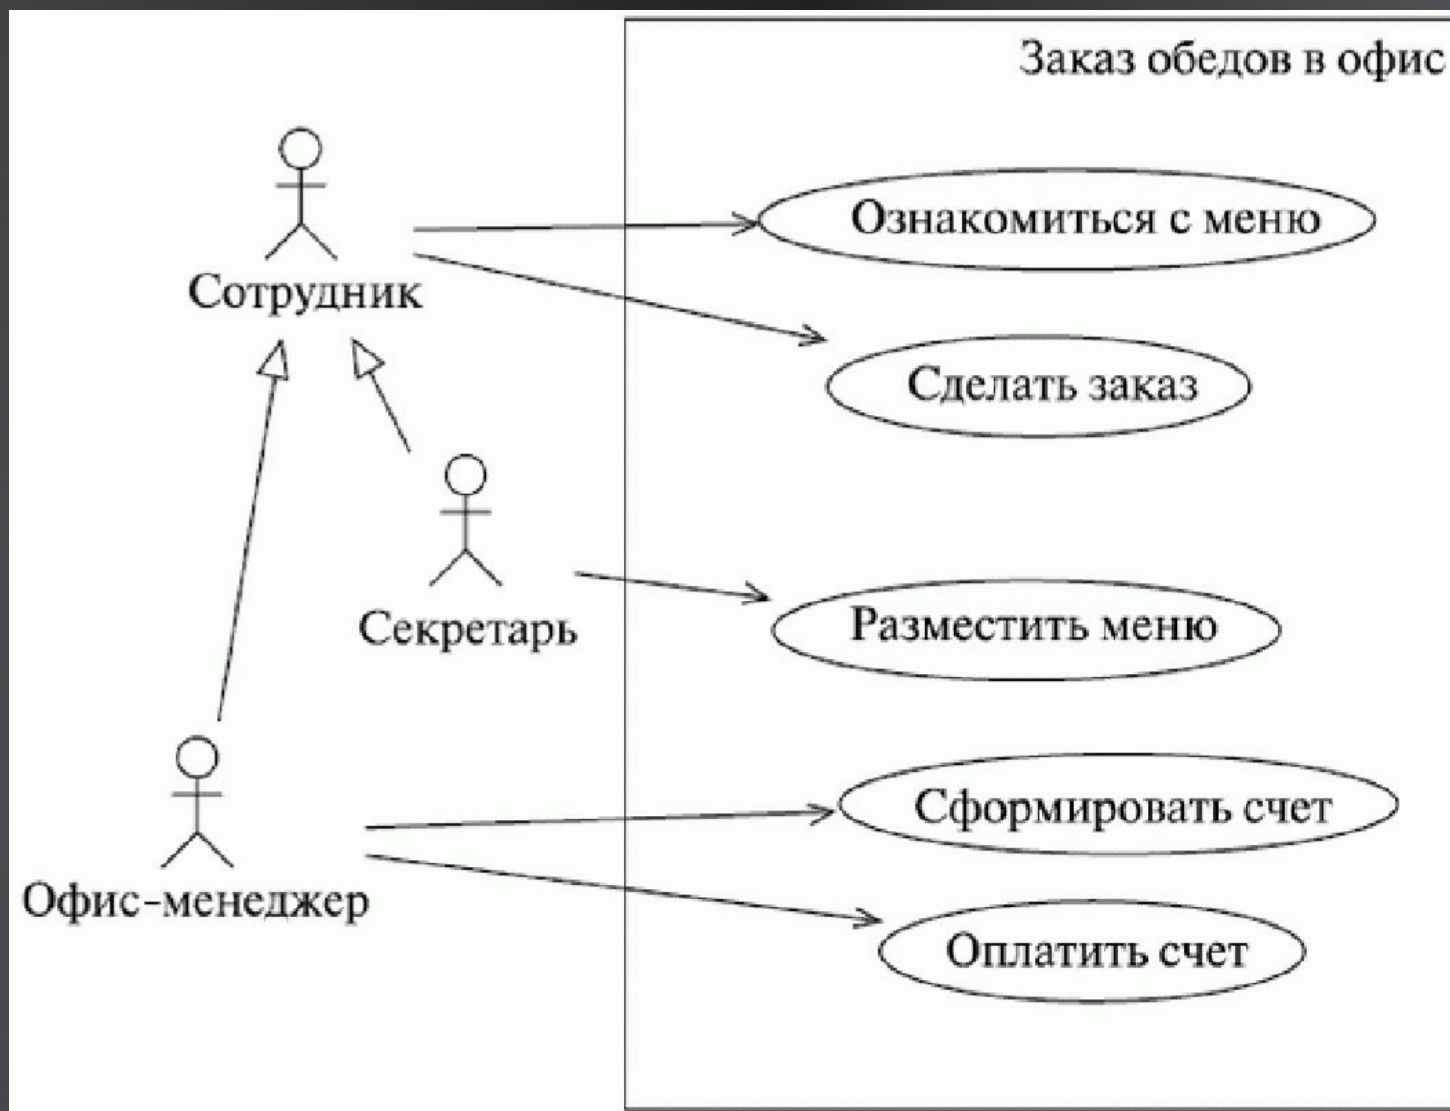 Заказ обедов в офис
Ознакомиться с меню
Сотрудник
Сделать заказ
Секретарь
Разместить меню
Сформировать счет
Офис-менеджер
Оплатить счет